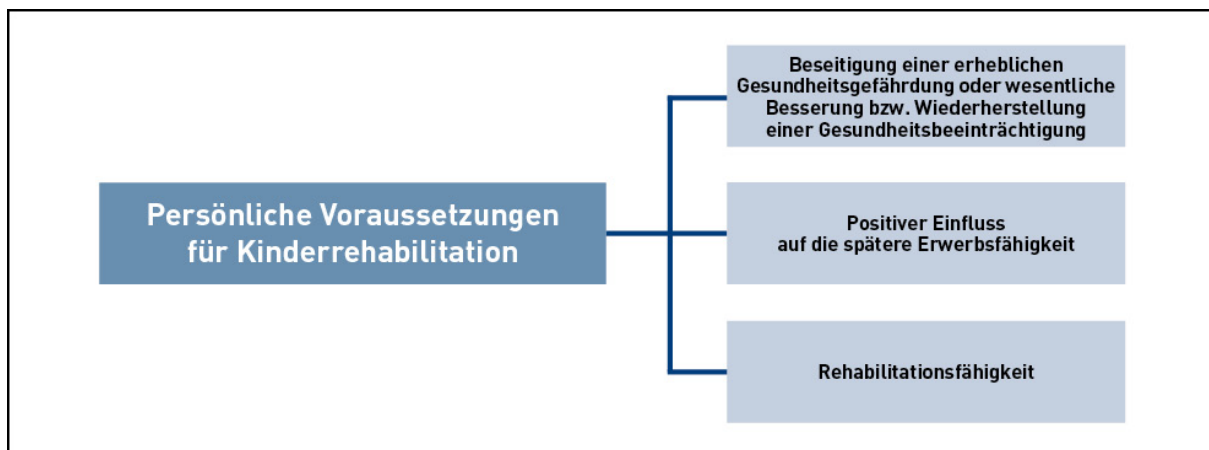 Beseitigung einer erheblichen
Gesundheitsgefährdung oder wesentliche
Besserung bzw. Wiederherstellung
einer Gesundheitsbeeinträchtigung
Persönliche Voraussetzungen
für Kinderrehabilitation
Positiver Einfluss
auf die spätere Erwerbsfähigkeit
Rehabilitationsfähigkeit